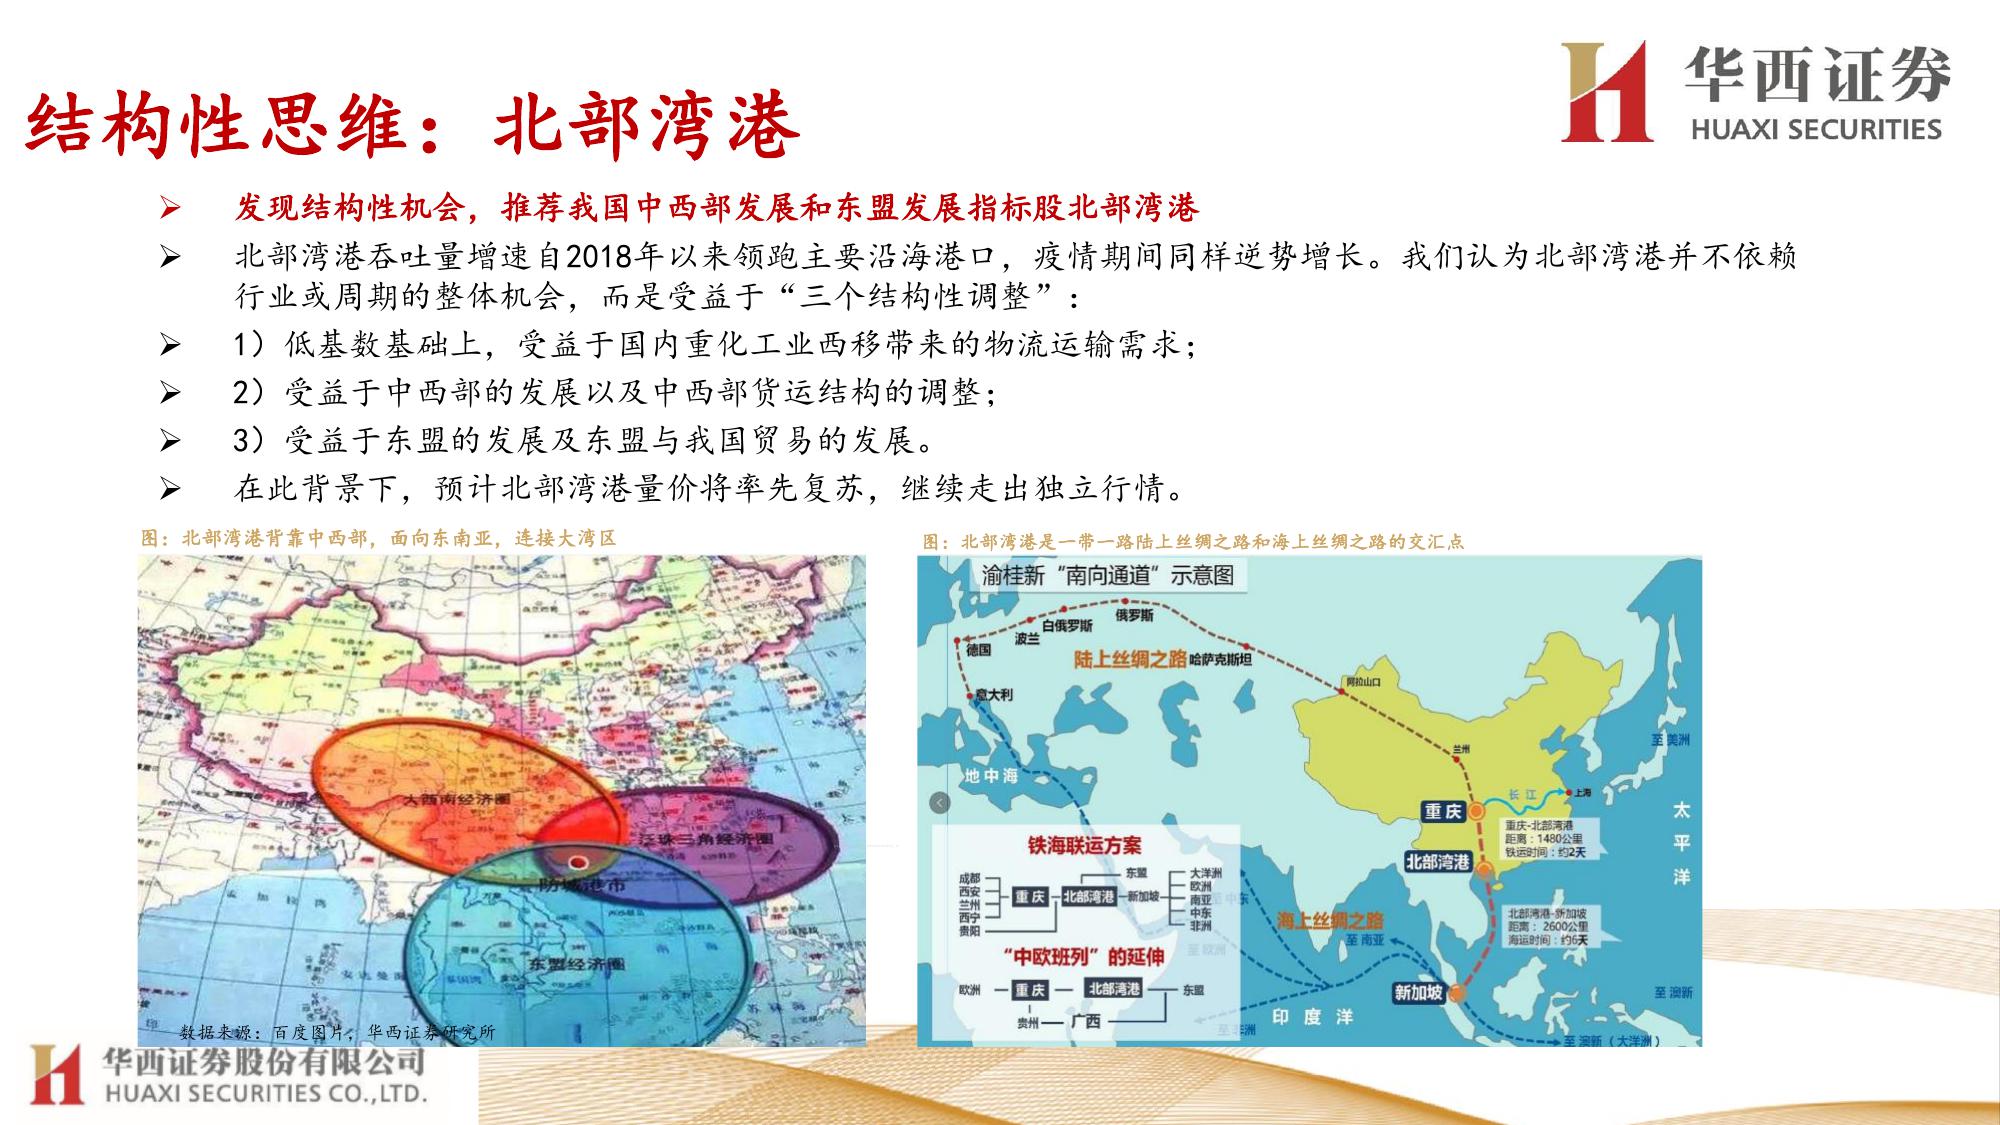 结构性思维：北部湾港
华西证券
HUAXI SECURITIES
发现结构性机会，推荐我国中西部发展和东盟发展指标股北部湾港
北部湾港吞吐量增速自2018年以来领跑主要沿海港口，疫情期间同样逆势增长。我们认为北部湾港并不依赖
行业或周期的整体机会，而是受益于“三个结构性调整”：
1）低基数基础上，受益于国内重化工业西移带来的物流运输需求；
2）受益于中西部的发展以及中西部货运结构的调整；
3）受益于东盟的发展及东盟与我国贸易的发展。
在此背景下，预计北部湾港量价将率先复苏，继续走出独立行情。
图：北部湾港背靠中西部，面向东南亚，连接大湾区
大西南经济圈
泛珠三角经济圈
防城港市
东盟经济圈
数据来源：百度图片，华西证券研究所
图：北部湾港是一带一路陆上丝绸之路和海上丝绸之路的交汇点
渝桂新“南向通道”示意图
俄罗斯
白俄罗斯
波兰
德国
陆上丝绸之路
哈萨克斯坦
阿拉山口
意大利
至美洲
兰州
地中海
长江
上海
重庆
太平洋
重庆-北部湾港
距离：1480公里
铁运时间：约2天
北部湾港
铁海联运方案
成都
西安
兰州
西宁
贵阳
重庆
北部湾港
东盟
新加坡
大洋洲
欧洲
南亚
中东
非洲
至中东
北部湾港-新加坡
距离：2600公里
海运时间：约6天
海上丝绸之路
至南亚
至欧洲
“中欧班列”的延伸
欧洲
重庆
北部湾港
东盟
贵州
广西
新加坡
至澳新
印度洋
至非洲
至澳新（大洋洲）
华西证券股份有限公司
HUAXI SECURITIES CO.,LTD.